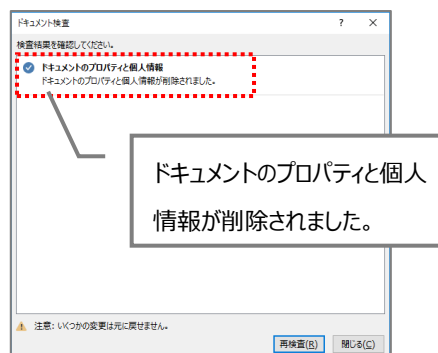 ドキュメント検査
検査結果を確認してください。
ドキュメントのプロパティと個人情報
ドキュメントのプロパティと個人情報が削除されました。
ドキュメントのプロパティと個人
情報が削除されました。
注意: いくつかの変更は元に戻せません。
再検査(R) 閉じる(C)